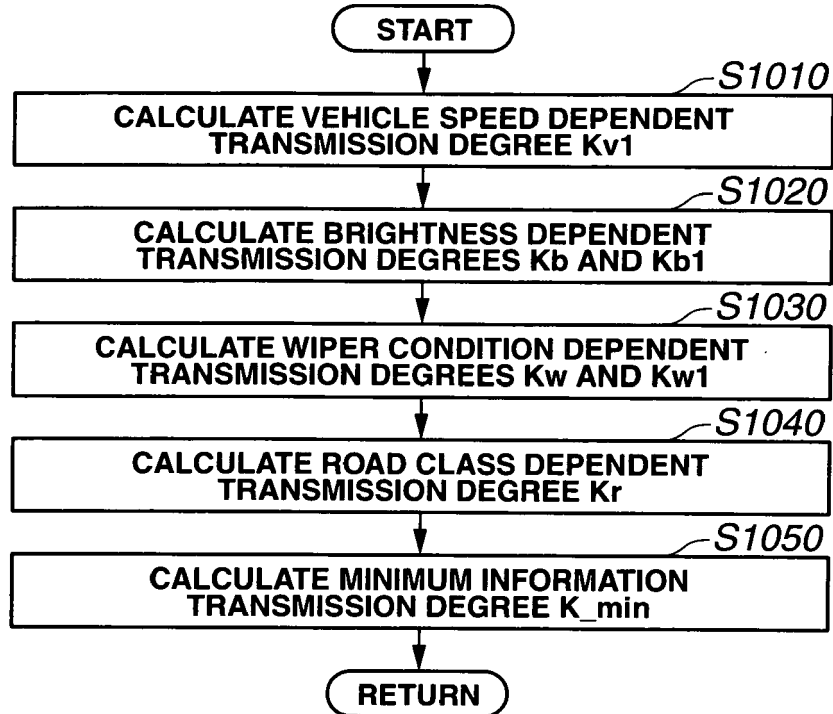 START
S1010
CALCULATE VEHICLE SPEED DEPENDENT
TRANSMISSION DEGREE Kv1
S1020
CALCULATE BRIGHTNESS DEPENDENT
TRANSMISSION DEGREES Kb AND Kb1
S1030
CALCULATE WIPER CONDITION DEPENDENT
TRANSMISSION DEGREES Kw AND Kw1
S1040
CALCULATE ROAD CLASS DEPENDENT
TRANSMISSION DEGREE Kr
S1050
CALCULATE MINIMUM INFORMATION
TRANSMISSION DEGREE K_min
RETURN